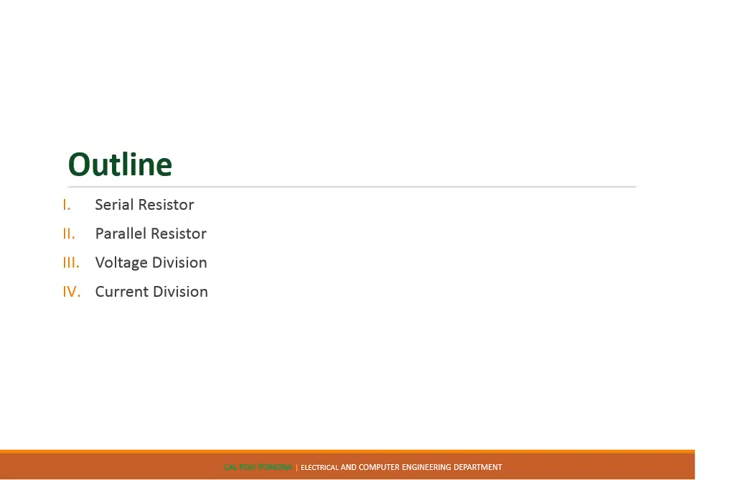 Outline
I. Serial Resistor
II. Parallel Resistor
III. Voltage Division
IV. Current Division
CAL POLY POMONA | ELECTRICAL AND COMPUTER ENGINEERING DEPARTMENT